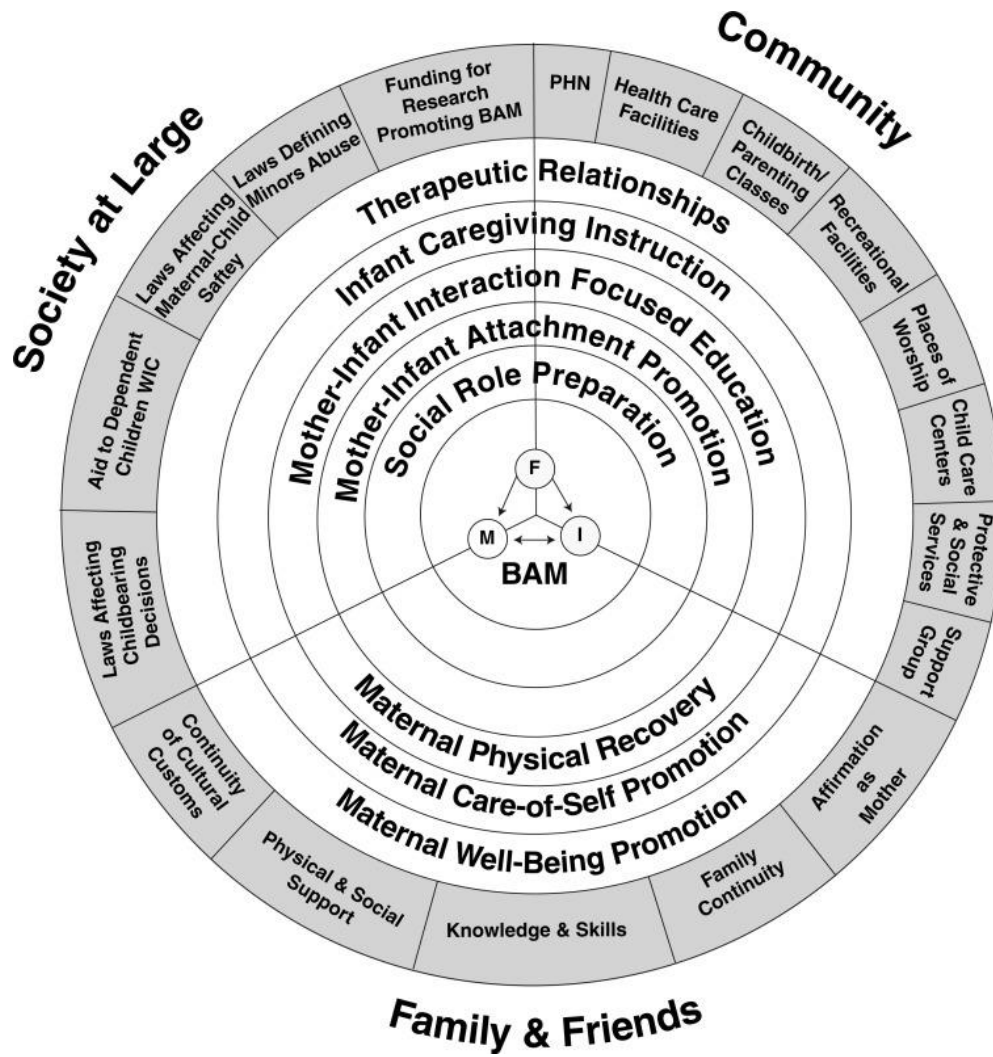 Community
Society at Large
Funding for
Research
Promoting BAM
PHN
Health Care
Facilities
Childbirth/
Parenting
Classes
Recreational
Facilities
Places of
Worship
Child Care
Centers
Protective
& Social
Services
Support
Group
Laws Defining
Minors Abuse
Laws Affecting
Maternal-Child
Saftey
Aid to Dependent
Children WIC
Laws Affecting
Childbearing
Decisions
Therapeutic Relationships
Infant Caregiving Instruction
Mother-Infant Interaction Focused Education
Mother-Infant Attachment Promotion
Social Role Preparation
F
M
I
BAM
Maternal Physical Recovery
Maternal Care-of-Self Promotion
Maternal Well-Being Promotion
Continuity
of Cultural
Customs
Physical & Social
Support
Knowledge & Skills
Family
Continuity
Affirmation
as
Mother
Family & Friends